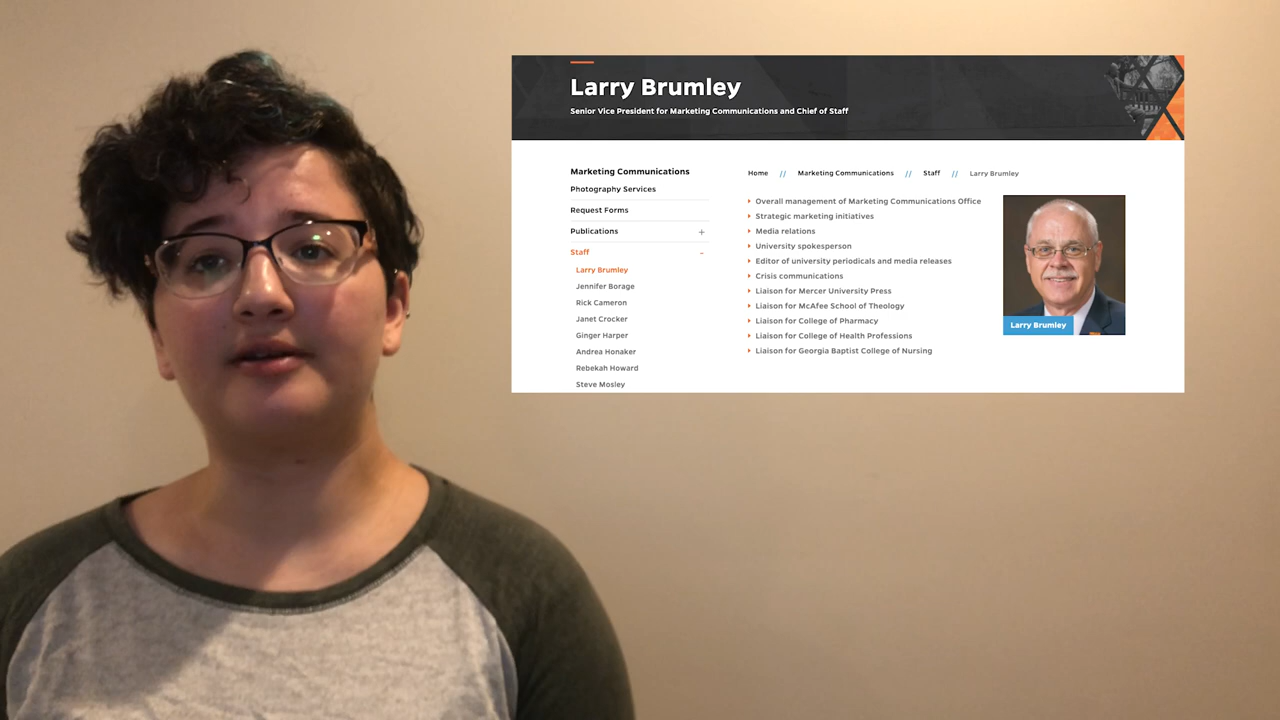 Larry Brumley
Senior Vice President for Marketing Communications and Chief of Staff
Marketing Communications
Photography Services
Request Forms
Publications +
Staff -
Larry Brumley
Jennifer Borage
Rick Cameron
Janet Crocker
Ginger Harper
Andrea Honaker
Rebekah Howard
Steve Mosley
Home // Marketing Communications // Staff // Larry Brumley
Overall management of Marketing Communications Office
Strategic marketing initiatives
Media relations
University spokesperson
Editor of university periodicals and media releases
Crisis communications
Liaison for Mercer University Press
Liaison for McAfee School of Theology
Liaison for College of Pharmacy
Liaison for College of Health Professions
Liaison for Georgia Baptist College of Nursing
Larry Brumley